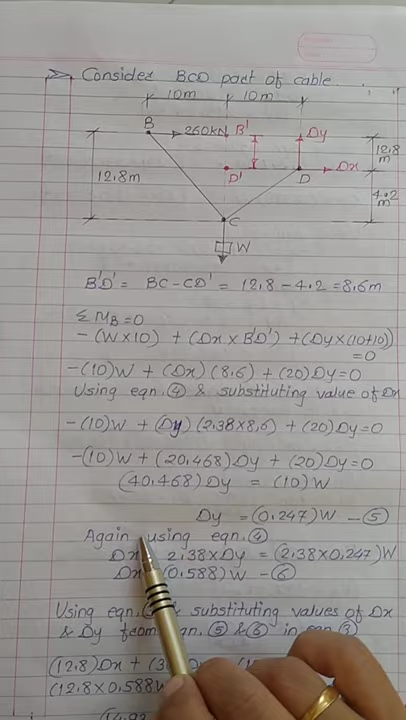 Consider BCD part of cable.
10m 10m
B 260kN B' Dy
12.8m D' D Dx 12.8 m
4.2 m
C
W
B'D' = BC - CD' = 12.8 - 4.2 = 8.6m
Σ M_B = 0
-(W×10) + (Dx × B'D') + (Dy×(10+10)) = 0
-(10)W + (Dx)(8.6) + (20)Dy = 0
Using eqn. ④ & substituting value of Dx
-(10)W + (Dy)(2.38×8.6) + (20)Dy = 0
-(10)W + (20.468)Dy + (20)Dy = 0
(40.468)Dy = (10)W
Dy = (0.247)W - ⑤
Again using eqn. ④
Dx 2.38×Dy = (2.38×0.247)W
Dx (0.588)W - ⑥
Using eqn. & substituting values of Dx
& Dy from eqn. ⑤ & ⑥ in eqn ③
(12.8)Dx +
(12.8×0.588W